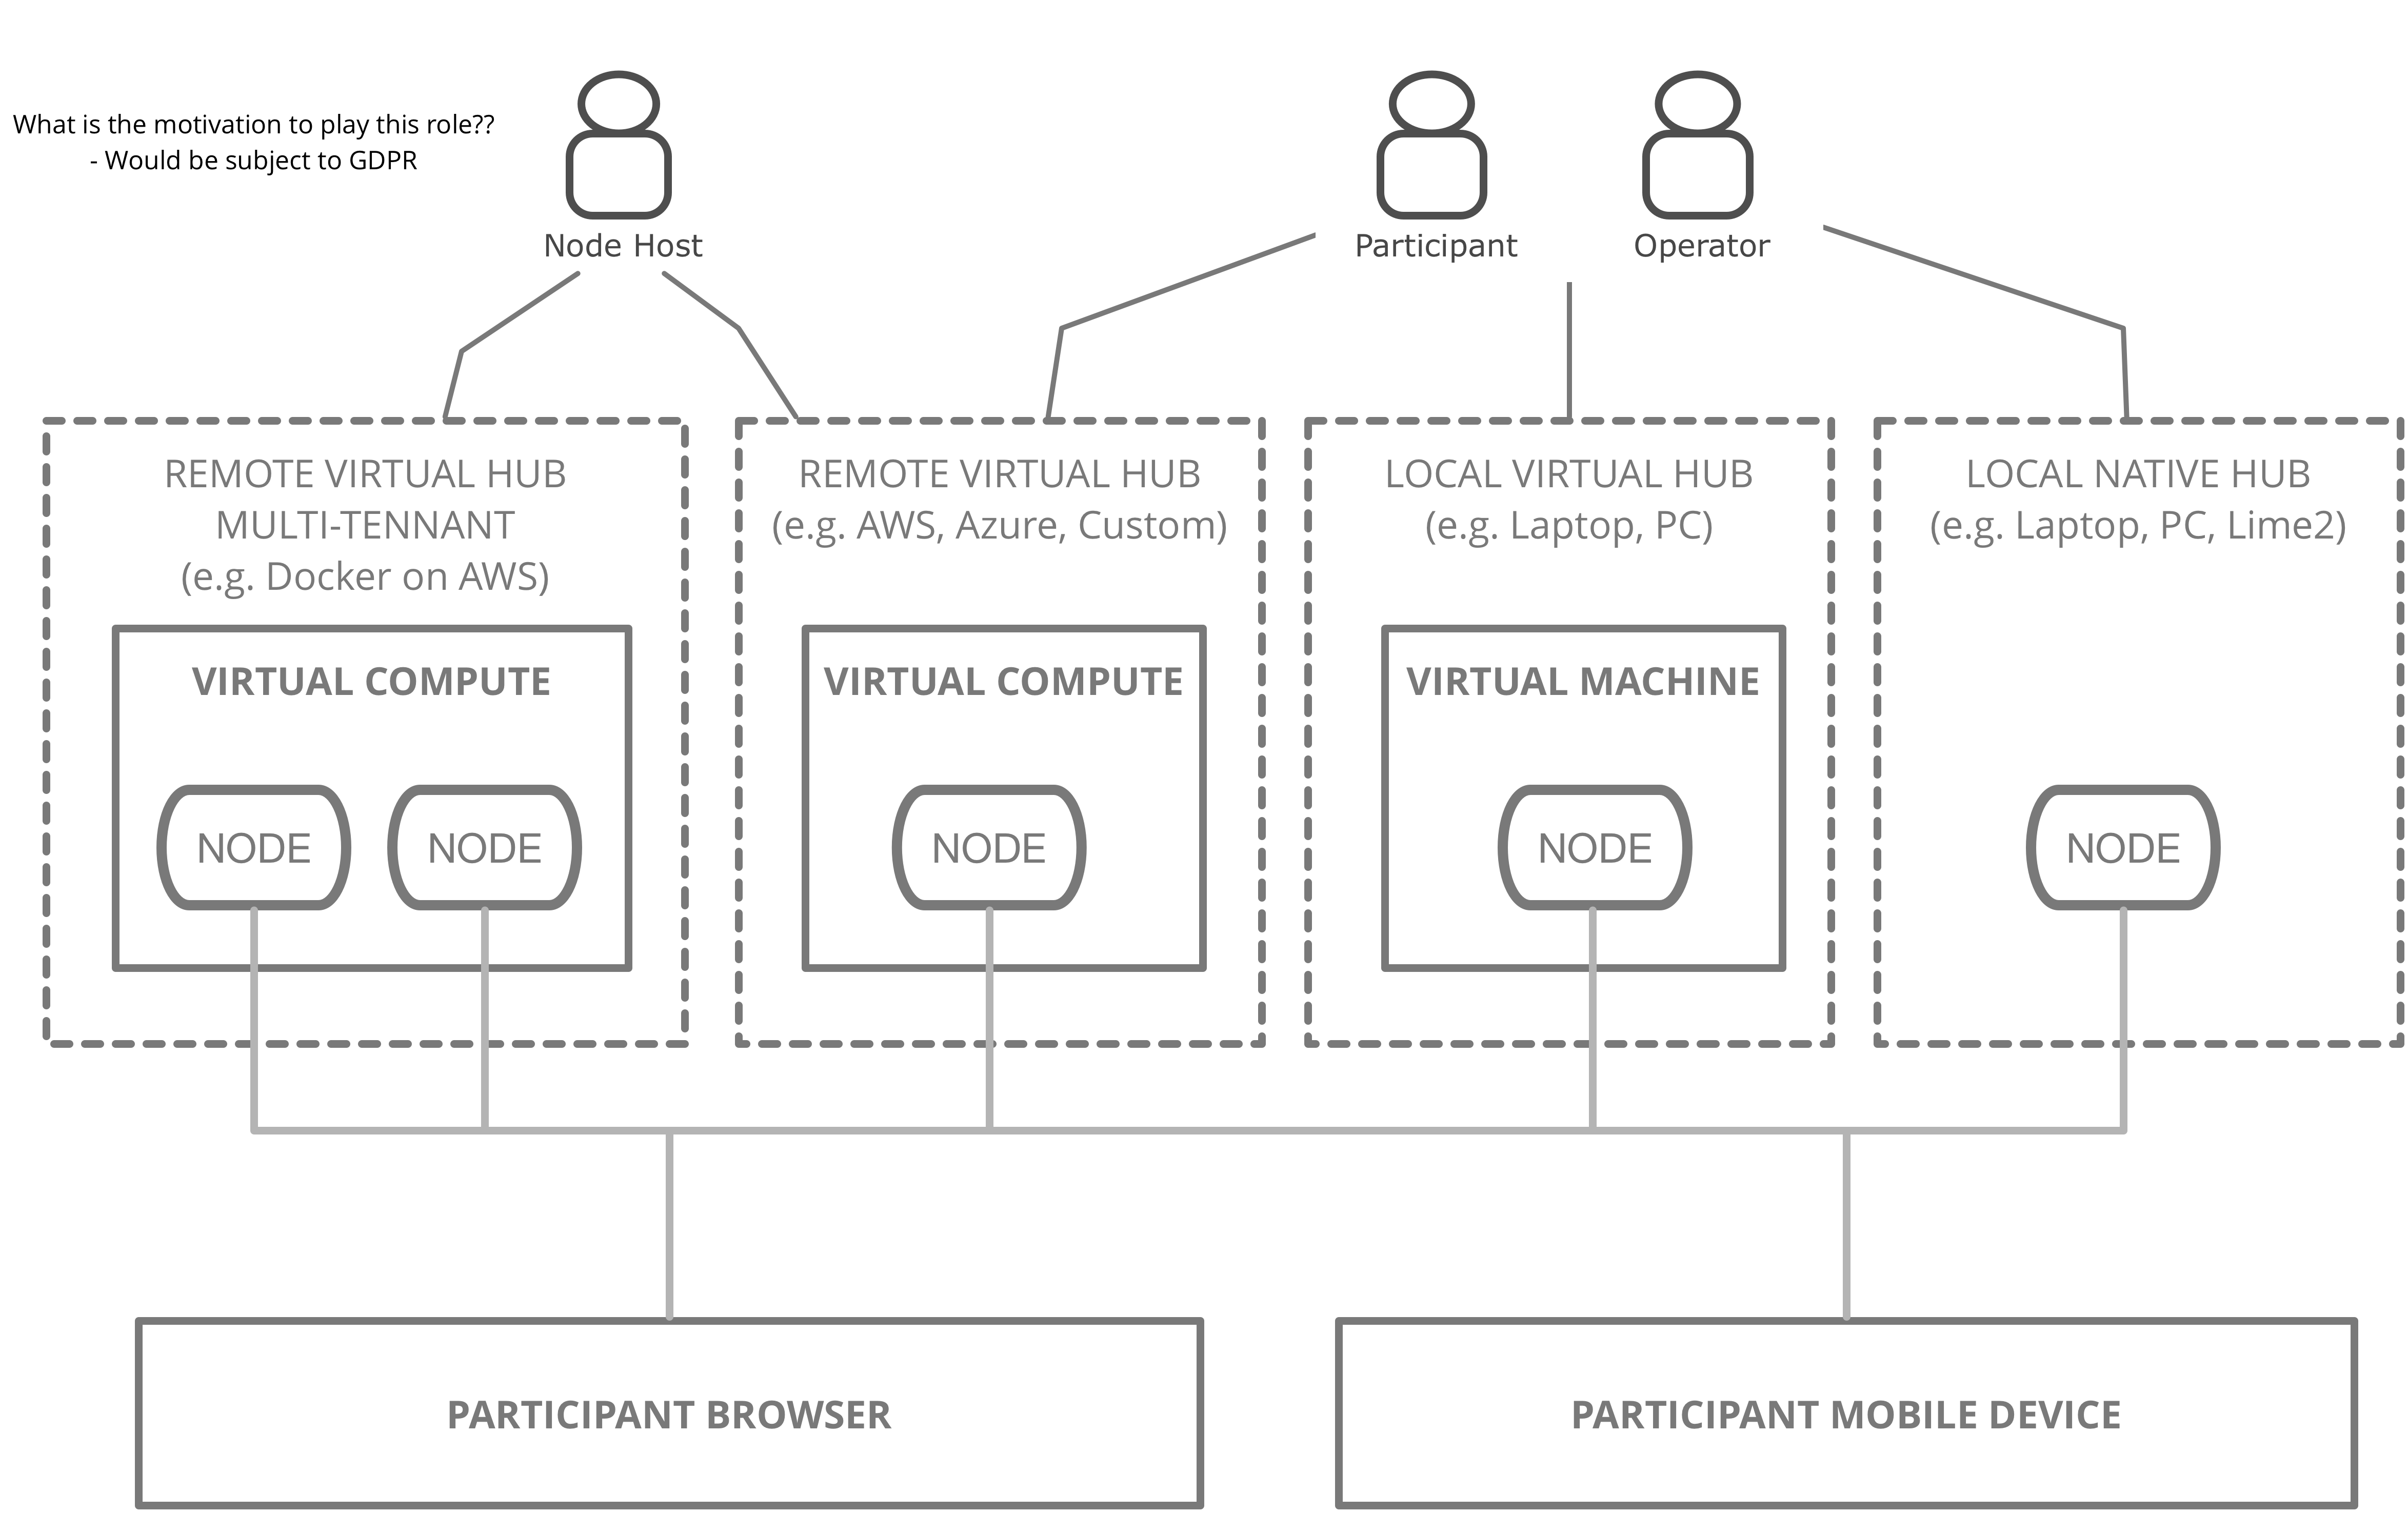 What is the motivation to play this role??
- Would be subject to GDPR
Node Host
Participant
Operator
REMOTE VIRTUAL HUB
MULTI-TENNANT
(e.g. Docker on AWS)
REMOTE VIRTUAL HUB
(e.g. AWS, Azure, Custom)
LOCAL VIRTUAL HUB
(e.g. Laptop, PC)
LOCAL NATIVE HUB
(e.g. Laptop, PC, Lime2)
VIRTUAL COMPUTE
VIRTUAL COMPUTE
VIRTUAL MACHINE
NODE
NODE
NODE
NODE
NODE
PARTICIPANT BROWSER
PARTICIPANT MOBILE DEVICE